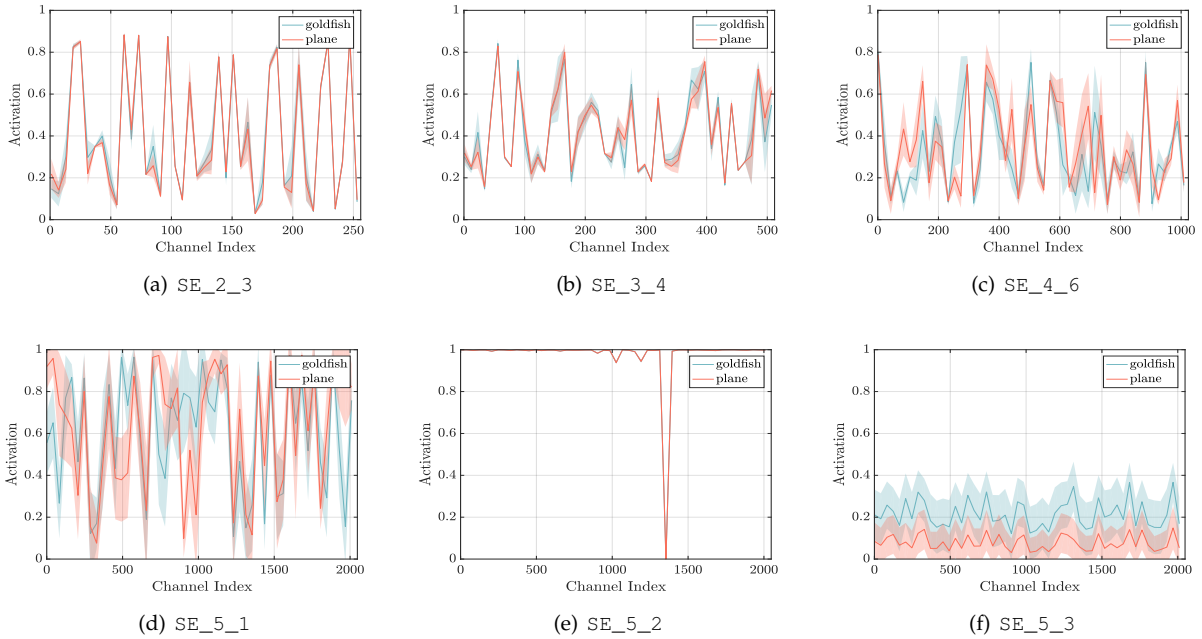 1
0.8
0.6
0.4
0.2
0
Activation
0 50 100 150 200 250
Channel Index
goldfish
plane
(a) SE_2_3
1
0.8
0.6
0.4
0.2
0
Activation
0 100 200 300 400 500
Channel Index
goldfish
plane
(b) SE_3_4
1
0.8
0.6
0.4
0.2
0
Activation
0 200 400 600 800 1000
Channel Index
goldfish
plane
(c) SE_4_6
1
0.8
0.6
0.4
0.2
0
Activation
0 500 1000 1500 2000
Channel Index
goldfish
plane
(d) SE_5_1
1
0.8
0.6
0.4
0.2
0
Activation
0 500 1000 1500 2000
Channel Index
goldfish
plane
(e) SE_5_2
1
0.8
0.6
0.4
0.2
0
Activation
0 500 1000 1500 2000
Channel Index
goldfish
plane
(f) SE_5_3